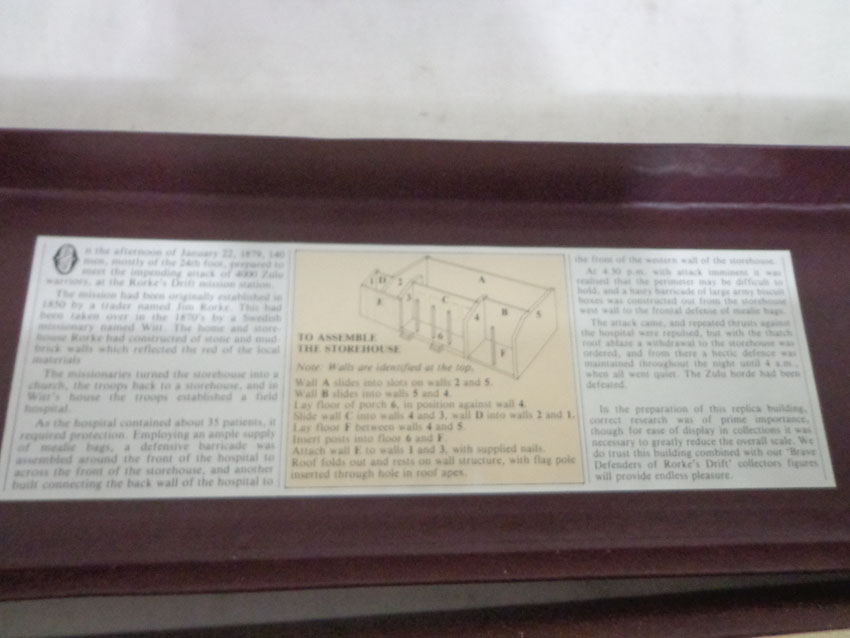 On the afternoon of January 22, 1879, 140
men, mostly of the 24th foot, prepared to
meet the impending attack of 4000 Zulu
warriors, at the Rorke's Drift mission station.
The mission had been originally established in
1850 by a trader named Jim Rorke. This had
been taken over in the 1870's by a Swedish
missionary named Witt. The home and store-
house Rorke had constructed of stone and mud-
brick walls which reflected the red of the local
materials
The missionaries turned the storehouse into a
church, the troops back to a storehouse, and in
Witt's house the troops established a field
hospital.
As the hospital contained about 35 patients, it
required protection. Employing an ample supply
of mealie bags, a defensive barricade was
assembled around the front of the hospital to
across the front of the storehouse, and another
built connecting the back wall of the hospital to
1 D 2 A
E 3 C 4 B 5
6 F
TO ASSEMBLE
THE STOREHOUSE
Note: Walls are identified at the top.
Wall A slides into slots on walls 2 and 5.
Wall B slides into walls 5 and 4.
Lay floor of porch 6, in position against wall 4.
Slide wall C into walls 4 and 3, wall D into walls 2 and 1.
Lay floor F between walls 4 and 5.
Insert posts into floor 6 and F.
Attach wall E to walls 1 and 3, with supplied nails.
Roof folds out and rests on wall structure, with flag pole
inserted through hole in roof apex.
the front of the western wall of the storehouse.
At 4.30 p.m. with attack imminent it was
realised that the perimeter may be difficult to
hold, and a hasty barricade of large army biscuit
boxes was constructed out from the storehouse
west wall to the frontal defense of mealie bags.
The attack came, and repeated thrusts against
the hospital were repulsed, but with the thatch
roof ablaze a withdrawal to the storehouse was
ordered, and from there a hectic defence was
maintained throughout the night until 4 a.m.,
when all went quiet. The Zulu horde had been
defeated.
In the preparation of this replica building,
correct research was of prime importance,
though for ease of display in collections it was
necessary to greatly reduce the overall scale. We
do trust this building combined with our 'Brave
Defenders of Rorke's Drift' collectors figures
will provide endless pleasure.